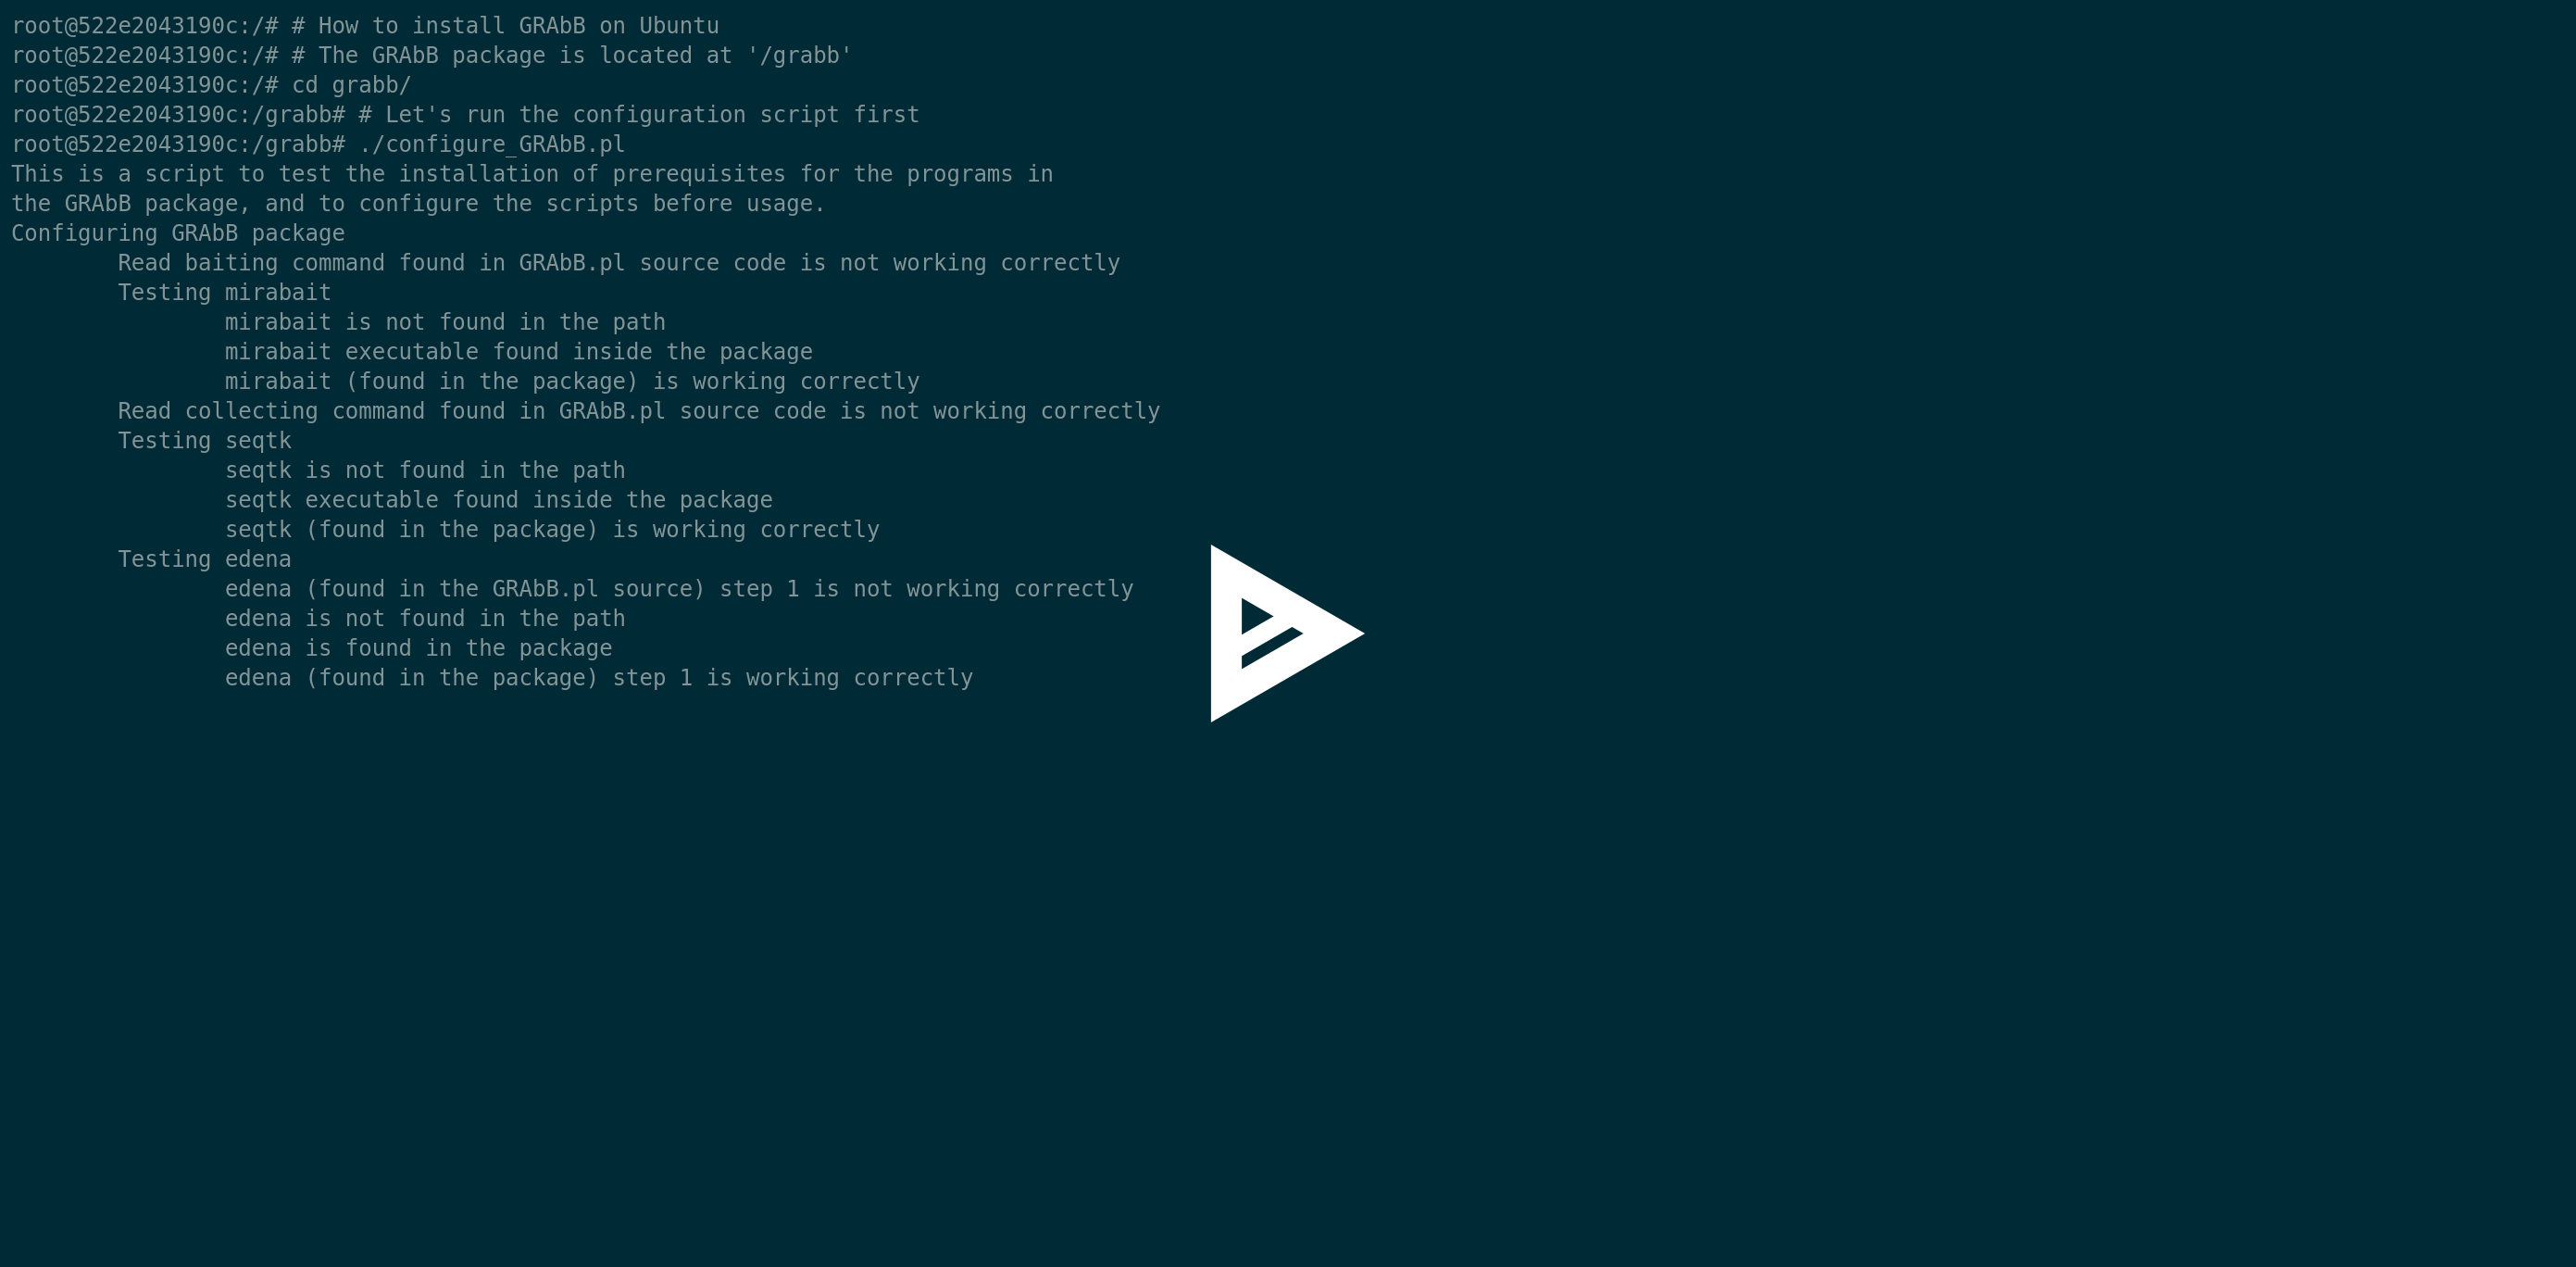 root@522e2043190c:/# # How to install GRAbB on Ubuntu
root@522e2043190c:/# # The GRAbB package is located at '/grabb'
root@522e2043190c:/# cd grabb/
root@522e2043190c:/grabb# # Let's run the configuration script first
root@522e2043190c:/grabb# ./configure_GRAbB.pl
This is a script to test the installation of prerequisites for the programs in
the GRAbB package, and to configure the scripts before usage.
Configuring GRAbB package
        Read baiting command found in GRAbB.pl source code is not working correctly
        Testing mirabait
                mirabait is not found in the path
                mirabait executable found inside the package
                mirabait (found in the package) is working correctly
        Read collecting command found in GRAbB.pl source code is not working correctly
        Testing seqtk
                seqtk is not found in the path
                seqtk executable found inside the package
                seqtk (found in the package) is working correctly
        Testing edena
                edena (found in the GRAbB.pl source) step 1 is not working correctly
                edena is not found in the path
                edena is found in the package
                edena (found in the package) step 1 is working correctly